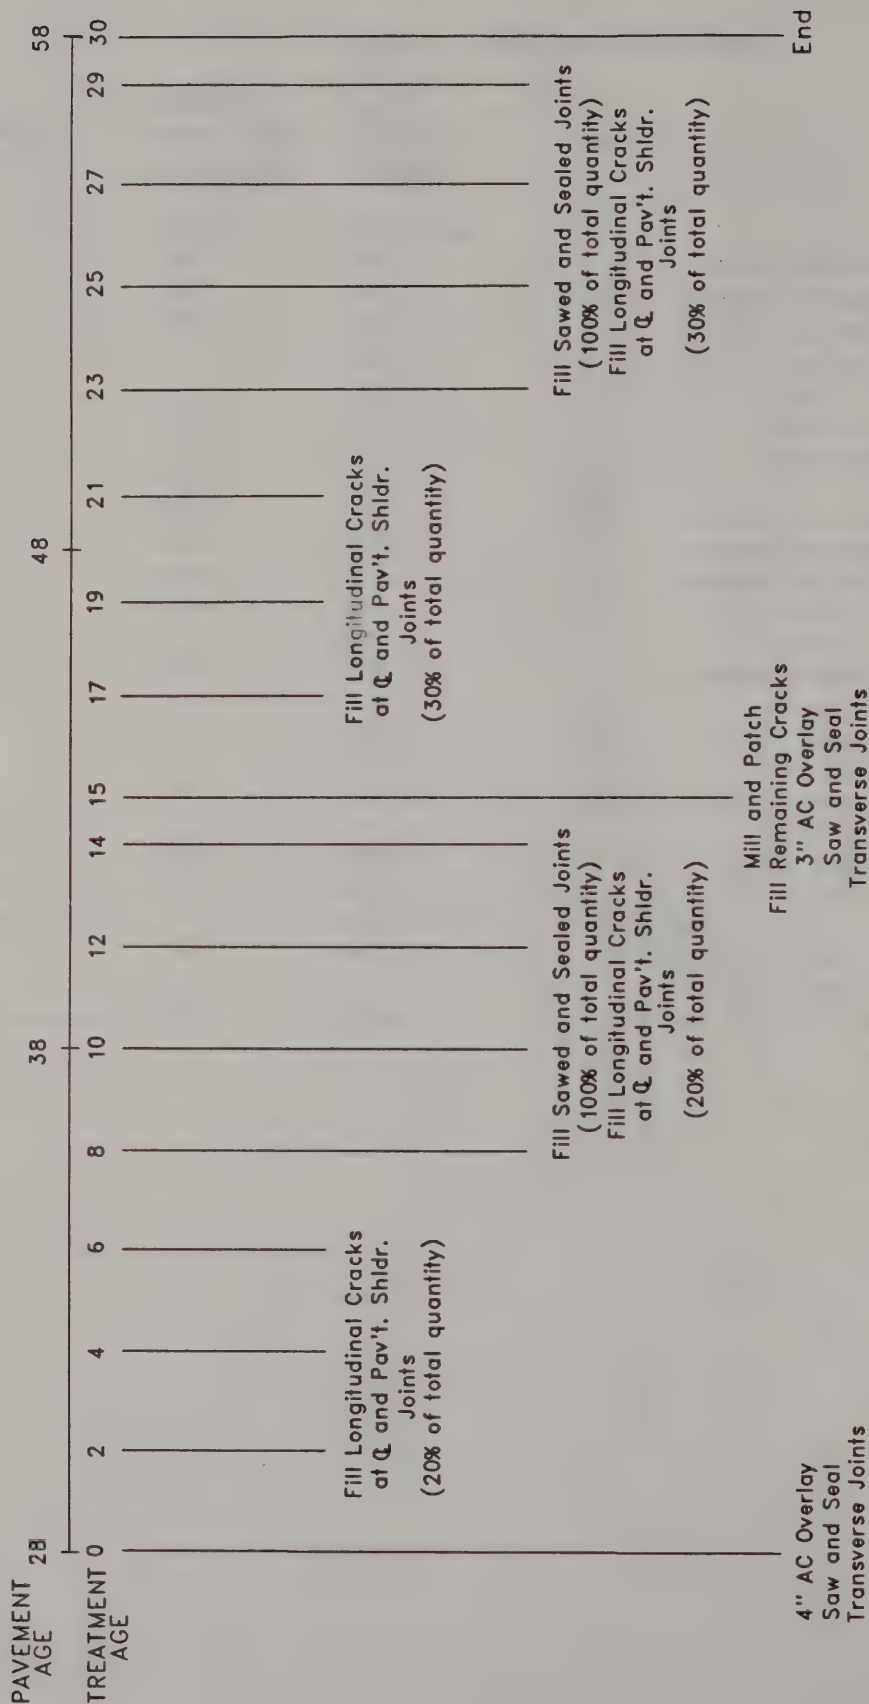 PAVEMENT
AGE
28 38 48 58
TREATMENT
AGE
0 2 4 6 8 10 12 14 15 17 19 21 23 25 27 29 30
Fill Longitudinal Cracks
at ℄ and Pav't. Shldr.
Joints
(20% of total quantity)
Fill Longitudinal Cracks
at ℄ and Pav't. Shldr.
Joints
(30% of total quantity)
Fill Sawed and Sealed Joints
(100% of total quantity)
Fill Longitudinal Cracks
at ℄ and Pav't. Shldr.
Joints
(20% of total quantity)
Fill Sawed and Sealed Joints
(100% of total quantity)
Fill Longitudinal Cracks
at ℄ and Pav't. Shldr.
Joints
(30% of total quantity)
4" AC Overlay
Saw and Seal
Transverse Joints
Mill and Patch
Fill Remaining Cracks
3" AC Overlay
Saw and Seal
Transverse Joints
End